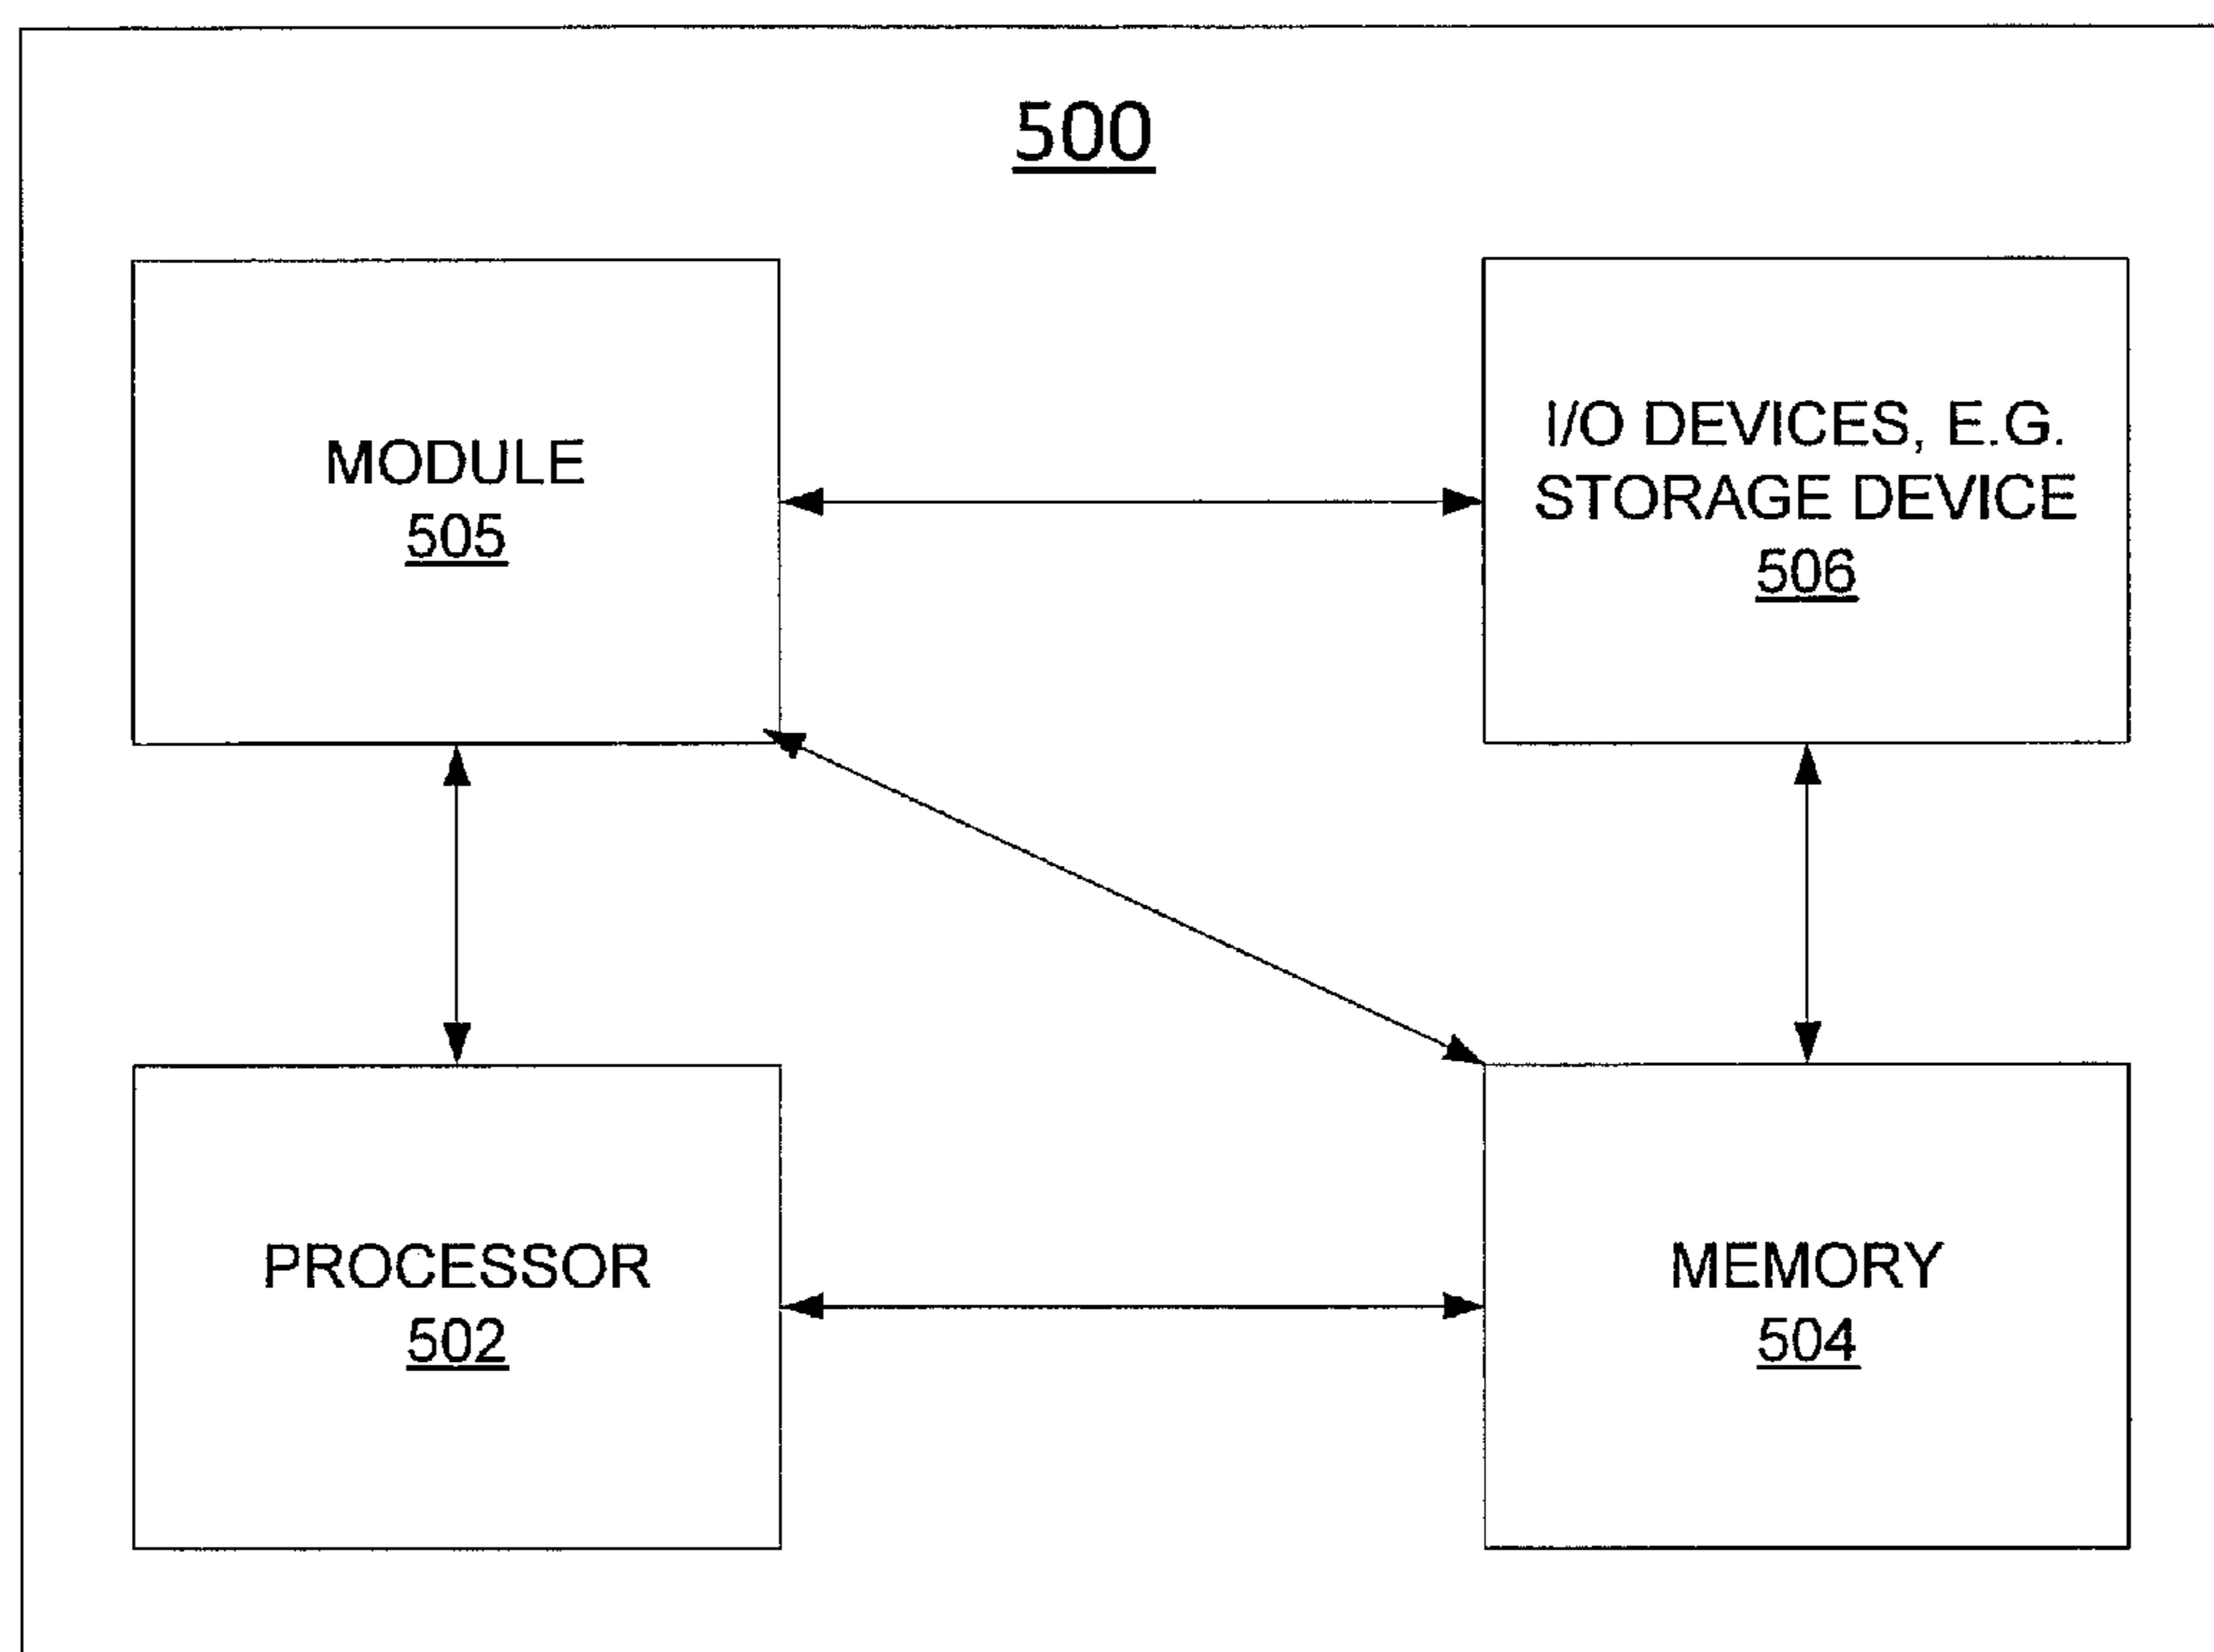 500
MODULE
505
I/O DEVICES, E.G.
STORAGE DEVICE
506
PROCESSOR
502
MEMORY
504